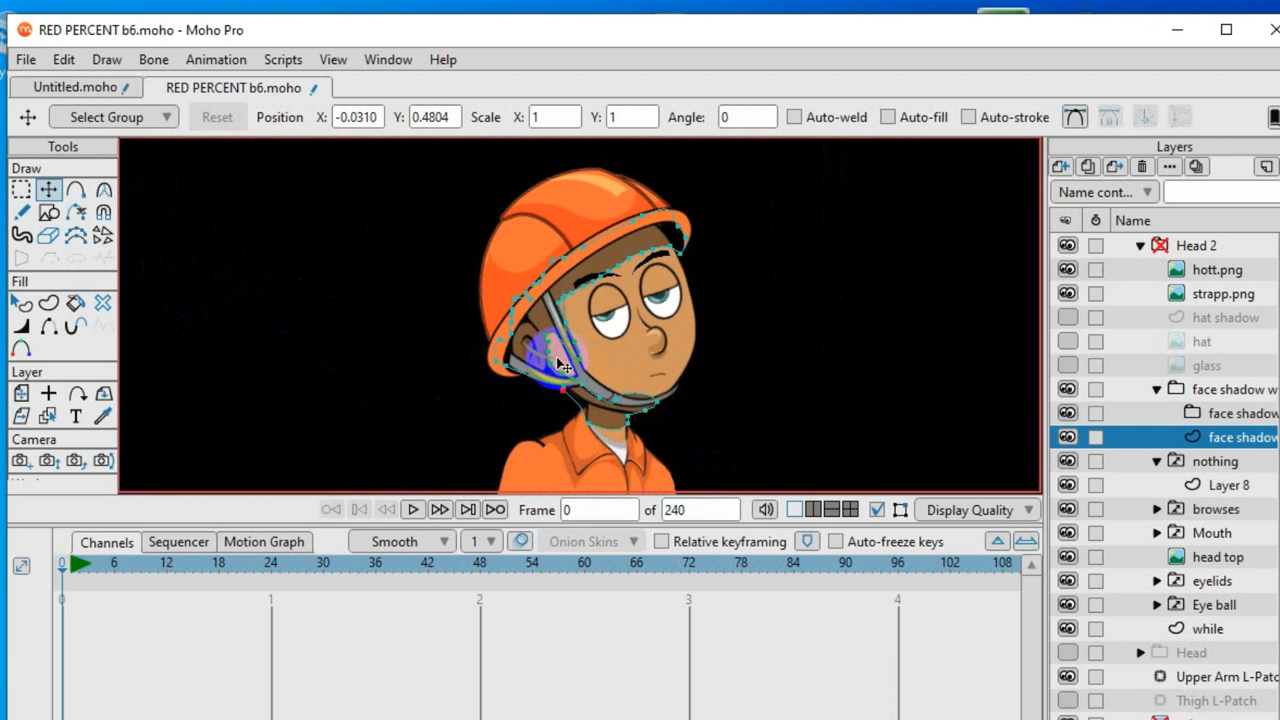 RED PERCENT b6.moho - Moho Pro
File Edit Draw Bone Animation Scripts View Window Help
Untitled.moho RED PERCENT b6.moho
Select Group Reset Position X: -0.0310 Y: 0.4804 Scale X: 1 Y: 1 Angle: 0 Auto-weld Auto-fill Auto-stroke
Tools
Draw
Fill
Layer
Camera
Layers
Name cont...
Name
Head 2
hott.png
strapp.png
hat shadow
hat
glass
face shadow w
face shadow
face shadow
nothing
Layer 8
browses
Mouth
head top
eyelids
Eye ball
while
Head
Upper Arm L-Patc
Thigh L-Patch
Frame 0 of 240 Display Quality
Channels Sequencer Motion Graph Smooth 1 Onion Skins Relative keyframing Auto-freeze keys
0 6 12 18 24 30 36 42 48 54 60 66 72 78 84 90 96 102 108
0 1 2 3 4